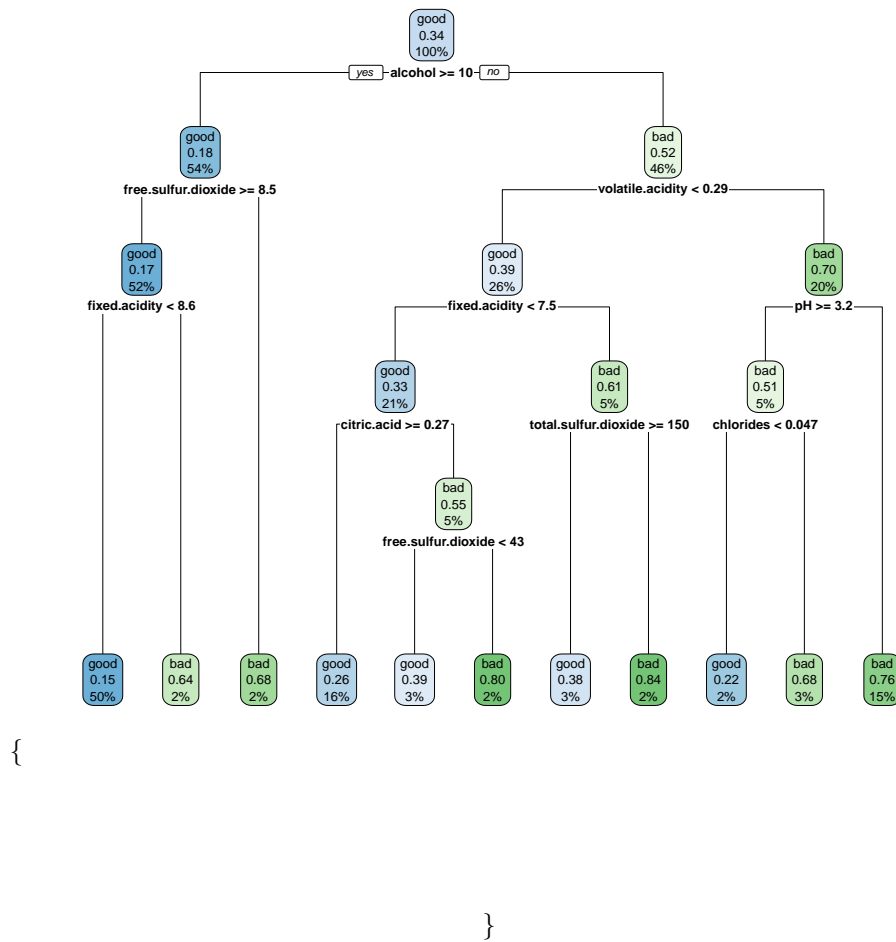 good
0.34
100%
yes alcohol >= 10 no
good
0.18
54%
bad
0.52
46%
free.sulfur.dioxide >= 8.5
volatile.acidity < 0.29
good
0.17
52%
good
0.39
26%
bad
0.70
20%
fixed.acidity < 8.6
fixed.acidity < 7.5
pH >= 3.2
good
0.33
21%
bad
0.61
5%
bad
0.51
5%
citric.acid >= 0.27
total.sulfur.dioxide >= 150
chlorides < 0.047
bad
0.55
5%
free.sulfur.dioxide < 43
good
0.15
50%
bad
0.64
2%
bad
0.68
2%
good
0.26
16%
good
0.39
3%
bad
0.80
2%
good
0.38
3%
bad
0.84
2%
good
0.22
2%
bad
0.68
3%
bad
0.76
15%
{
}